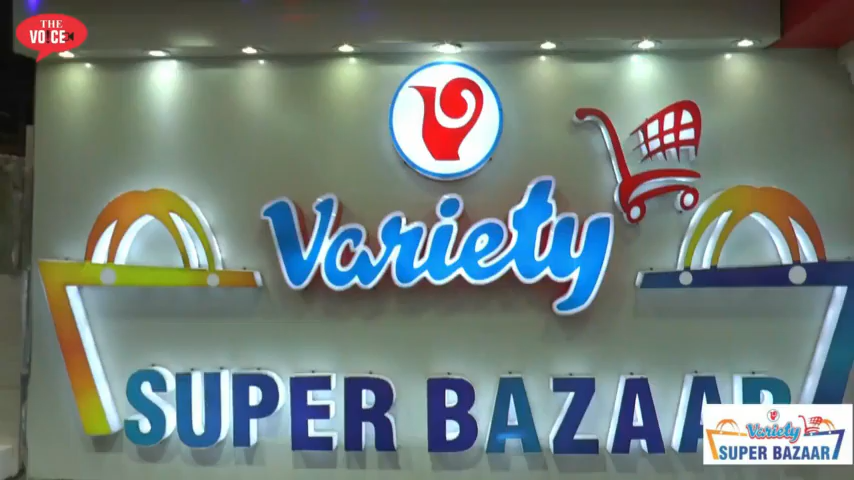 THE
VOICE
Variety
SUPER BAZAAR
Variety
SUPER BAZAAR